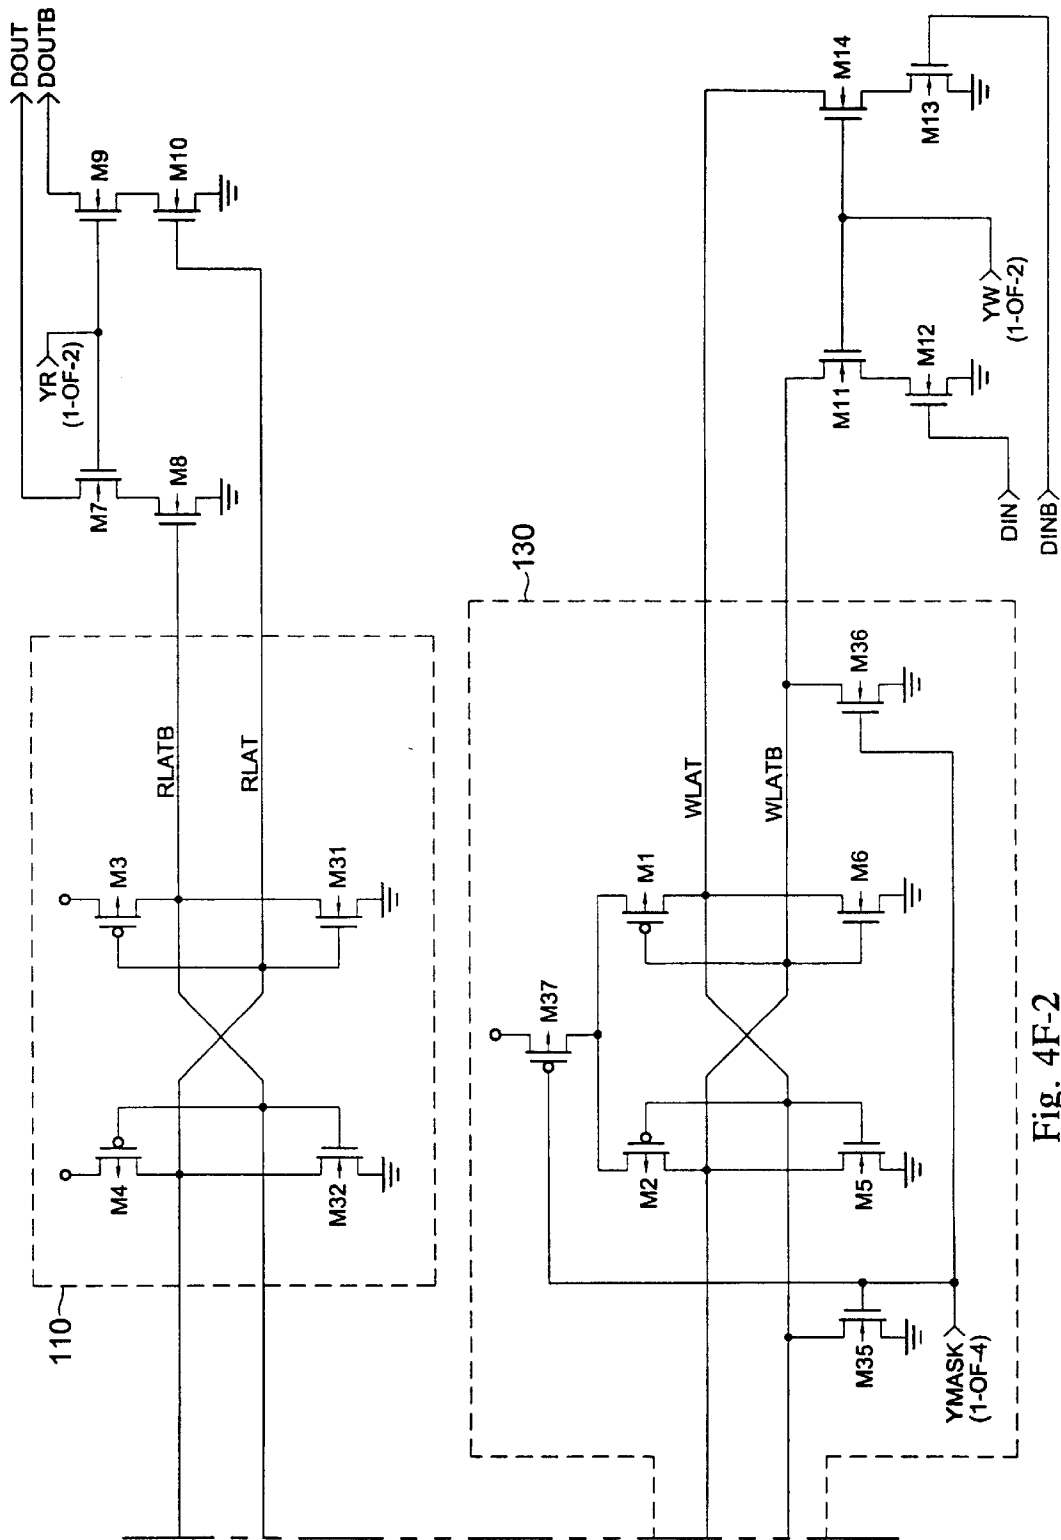 DOUT
DOUTB
M9
M10
YR
(1-OF-2)
M7
M8
110
RLATB
RLAT
M3
M31
M4
M32
130
M14
M13
YW
(1-OF-2)
M11
M12
DIN
DINB
WLAT
WLATB
M36
M1
M6
M37
M2
M5
M35
YMASK
(1-OF-4)
Fig. 4F-2